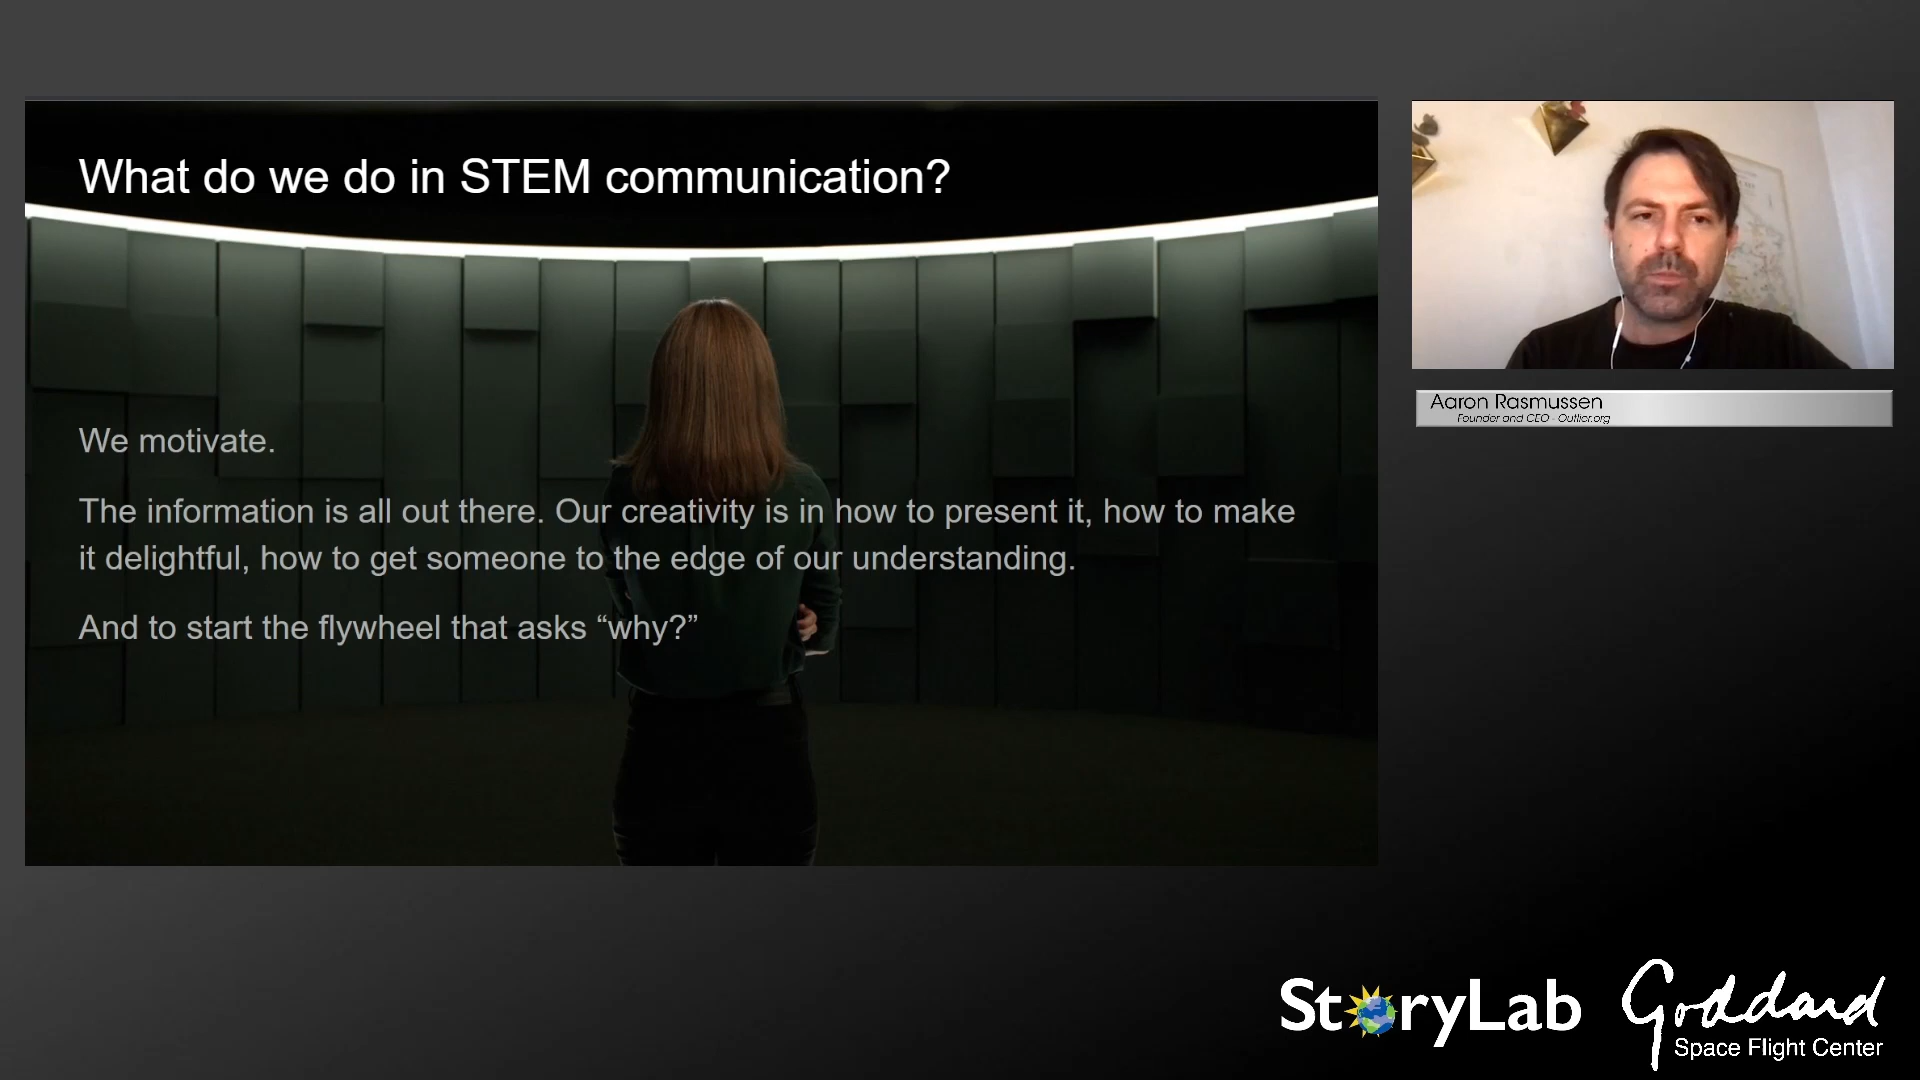 What do we do in STEM communication?
We motivate.
The information is all out there. Our creativity is in how to present it, how to make
it delightful, how to get someone to the edge of our understanding.
And to start the flywheel that asks “why?”
Aaron Rasmussen
Founder and CEO - Outlier.org
StoryLab
Goddard
Space Flight Center